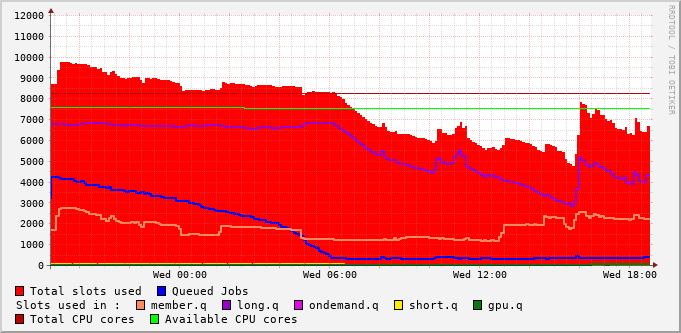 12000
11000
10000
9000
8000
7000
6000
5000
4000
3000
2000
1000
0
Wed 00:00 Wed 06:00 Wed 12:00 Wed 18:00
Total slots used Queued Jobs
Slots used in : member.q long.q ondemand.q short.q gpu.q
Total CPU cores Available CPU cores
RRDTOOL / TOBI OETIKER